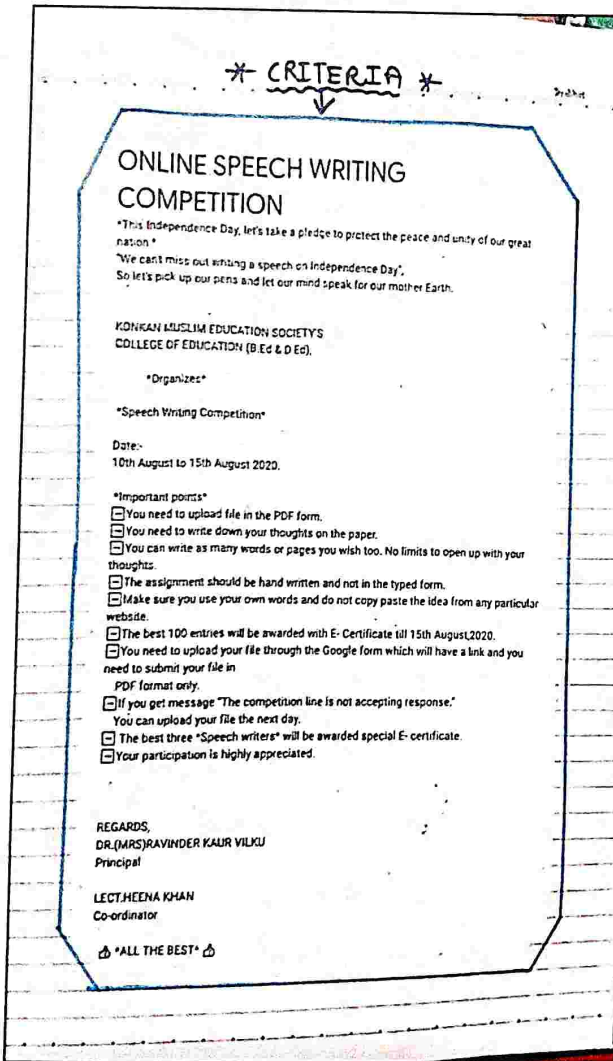 * CRITERIA *
ONLINE SPEECH WRITING
COMPETITION
*This Independence Day, let's take a pledge to protect the peace and unity of our great
nation *
"We cant miss out writing a speech on Independence Day",
So let's pick up our pens and let our mind speak for our mother Earth.
KONKAN MUSLIM EDUCATION SOCIETY'S
COLLEGE OF EDUCATION (B.Ed & D Ed),
*Organizes*
*Speech Writing Competition*
Date:-
10th August to 15th August 2020.
*Important points*
You need to upload file in the PDF form.
You need to write down your thoughts on the paper.
You can write as many words or pages you wish too. No limits to open up with your
thoughts.
The assignment should be hand written and not in the typed form.
Make sure you use your own words and do not copy paste the idea from any particular
website.
The best 100 entries will be awarded with E- Certificate till 15th August,2020.
You need to upload your file through the Google form which will have a link and you
need to submit your file in
PDF format only.
If you get message "The competition line is not accepting response."
You can upload your file the next day.
The best three *Speech writers* will be awarded special E- certificate.
Your participation is highly appreciated.
REGARDS,
DR.(MRS)RAVINDER KAUR VILKU
Principal
LECT.HEENA KHAN
Co-ordinator
*ALL THE BEST*